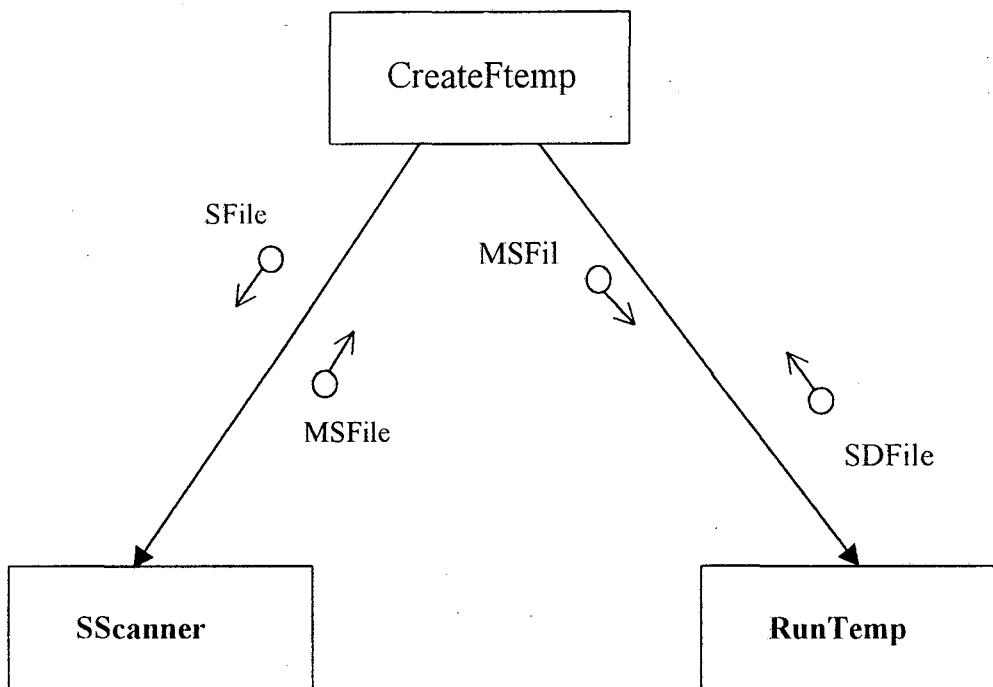 CreateFtemp
SFile
MSFil
MSFile
SDFile
SScanner
RunTemp